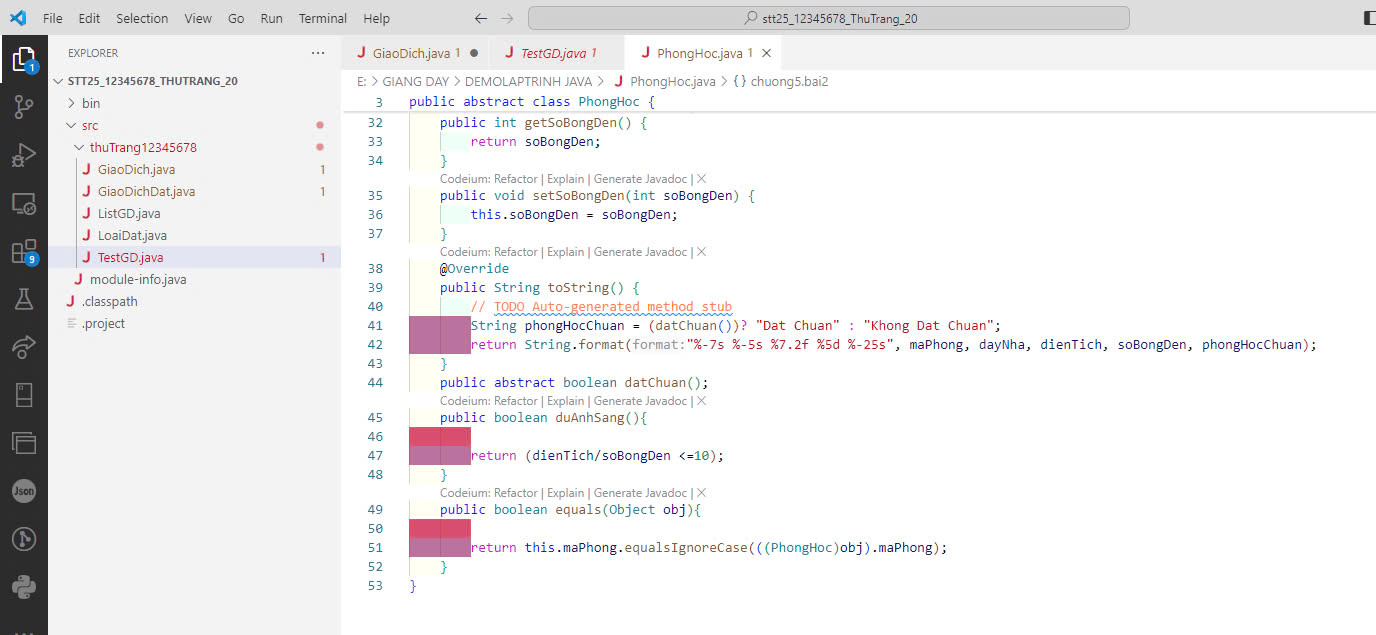 File Edit Selection View Go Run Terminal Help
stt25_12345678_ThuTrang_20
EXPLORER
STT25_12345678_THUTRANG_20
bin
src
thuTrang12345678
GiaoDich.java 1
GiaoDichDat.java 1
ListGD.java
LoaiDat.java
TestGD.java 1
module-info.java
.classpath
.project
1
9
Json
GiaoDich.java 1
TestGD.java 1
PhongHoc.java 1
E: > GIANG DAY > DEMOLAPTRINH JAVA > PhongHoc.java > {} chuong5.bai2
3 public abstract class PhongHoc {
32 public int getSoBongDen() {
33 return soBongDen;
34 }
Codeium: Refactor | Explain | Generate Javadoc | X
35 public void setSoBongDen(int soBongDen) {
36 this.soBongDen = soBongDen;
37 }
Codeium: Refactor | Explain | Generate Javadoc | X
38 @Override
39 public String toString() {
40 // TODO Auto-generated method stub
41 String phongHocChuan = (datChuan())? "Dat Chuan" : "Khong Dat Chuan";
42 return String.format(format:"%-7s %-5s %7.2f %5d %-25s", maPhong, dayNha, dienTich, soBongDen, phongHocChuan);
43 }
44 public abstract boolean datChuan();
Codeium: Refactor | Explain | Generate Javadoc | X
45 public boolean duAnhSang(){
46
47 return (dienTich/soBongDen <=10);
48 }
Codeium: Refactor | Explain | Generate Javadoc | X
49 public boolean equals(Object obj){
50
51 return this.maPhong.equalsIgnoreCase(((PhongHoc)obj).maPhong);
52 }
53 }